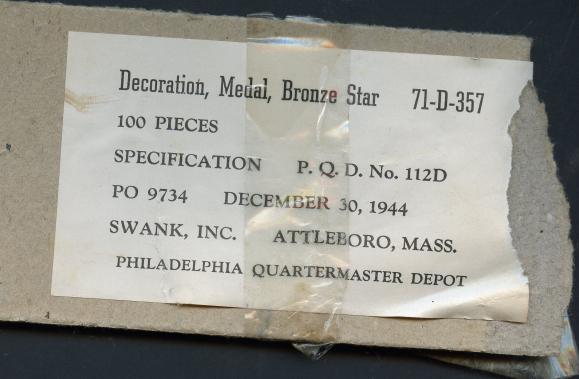 Decoration, Medal, Bronze Star 71-D-357
100 PIECES
SPECIFICATION P. Q. D. No. 112D
PO 9734 DECEMBER 30, 1944
SWANK, INC. ATTLEBORO, MASS.
PHILADELPHIA QUARTERMASTER DEPOT